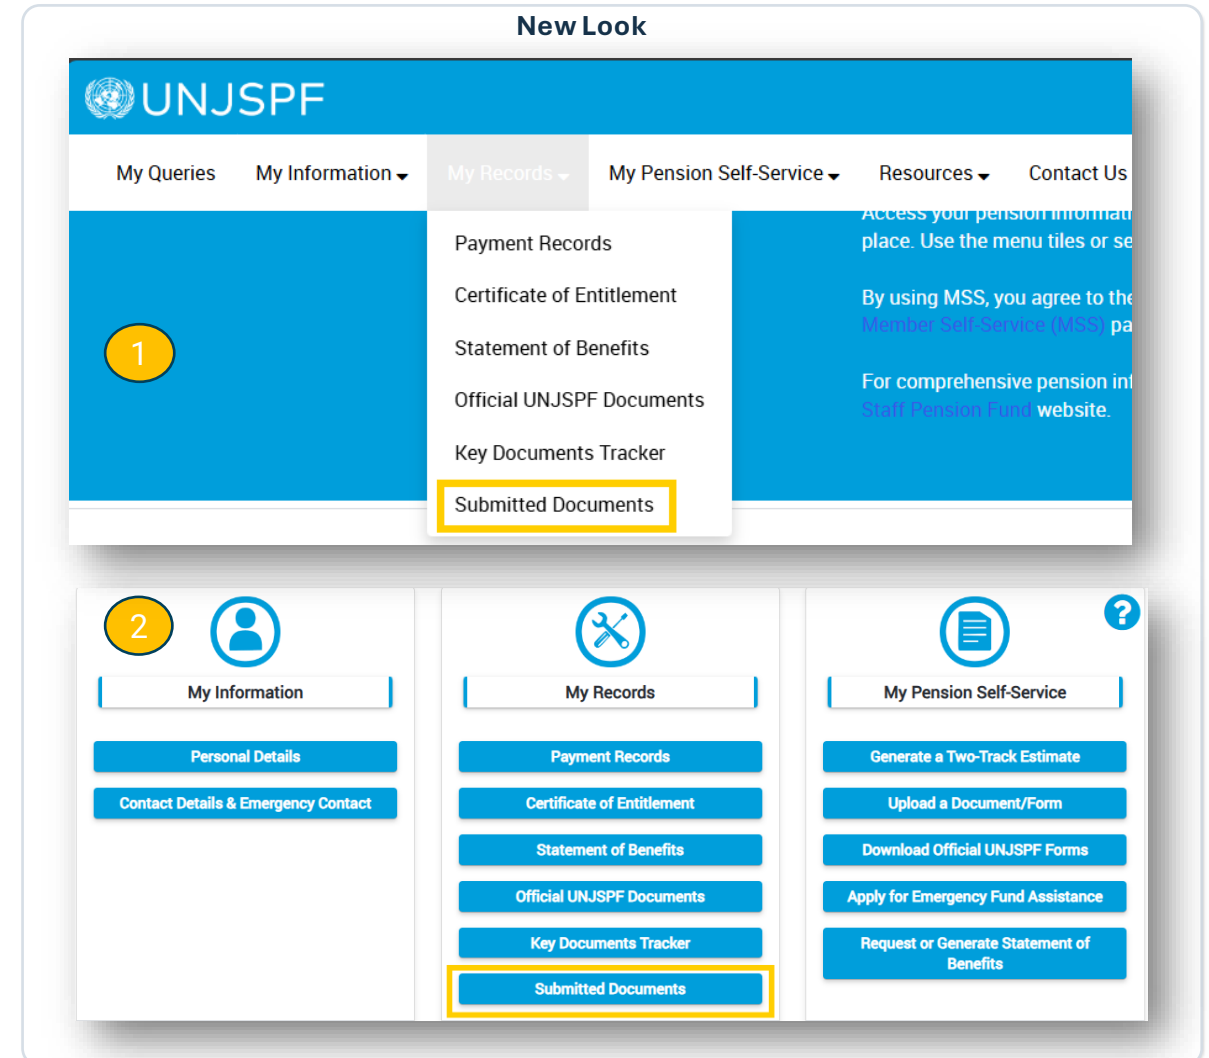 New Look
UNJSPF
My Queries My Information My Records My Pension Self-Service Resources Contact Us
Payment Records
Certificate of Entitlement
Statement of Benefits
Official UNJSPF Documents
Key Documents Tracker
Submitted Documents
Access your pension
place. Use the menu tiles or
By using MSS, you agree to the
Member Self-Service (MSS)
For comprehensive pension
Staff Pension Fund website.
1
2
?
My Information
Personal Details
Contact Details & Emergency Contact
My Records
Payment Records
Certificate of Entitlement
Statement of Benefits
Official UNJSPF Documents
Key Documents Tracker
Submitted Documents
My Pension Self-Service
Generate a Two-Track Estimate
Upload a Document/Form
Download Official UNJSPF Forms
Apply for Emergency Fund Assistance
Request or Generate Statement of
Benefits